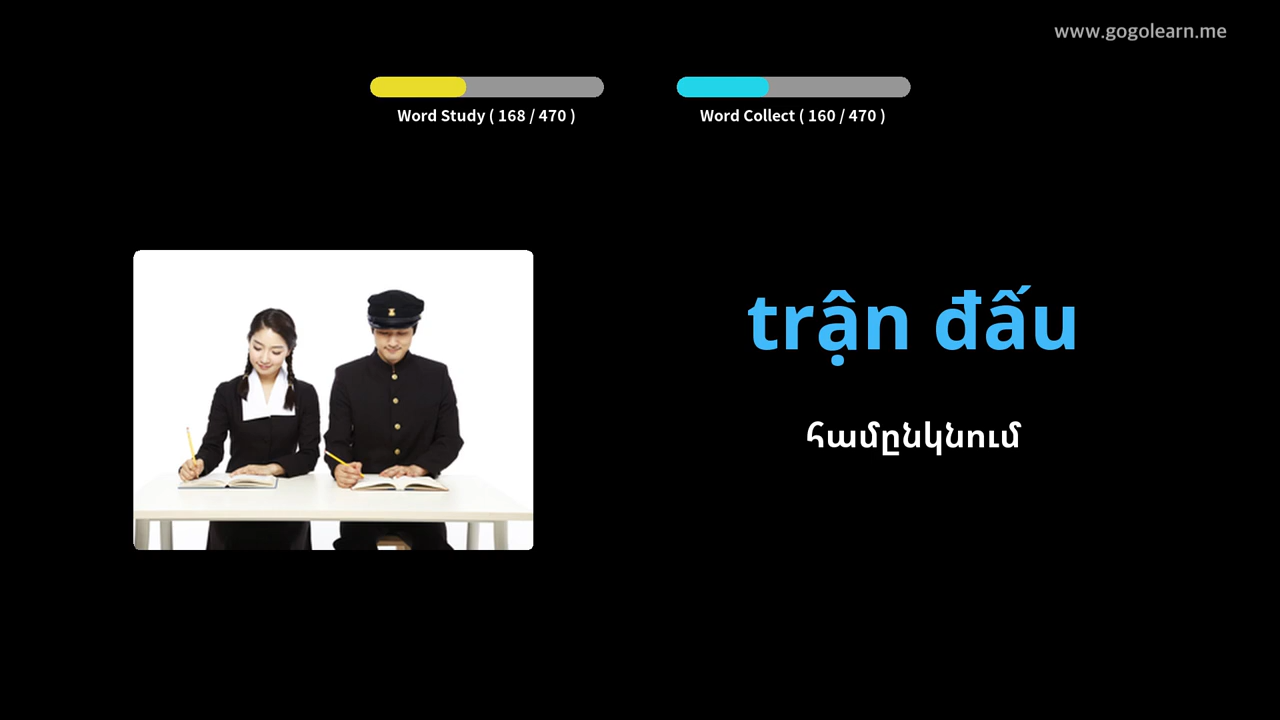 www.gogolearn.me
Word Study ( 168 / 470 )
Word Collect ( 160 / 470 )
trận đấu
համընկնում